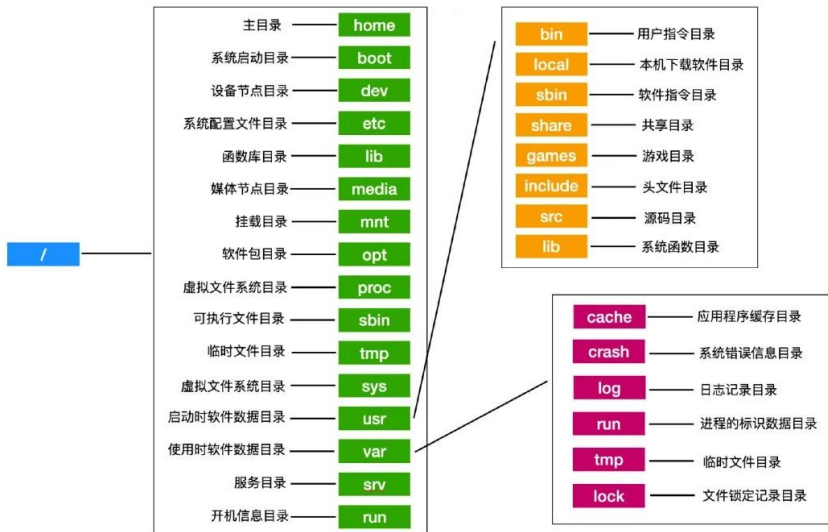 /
主目录 home
系统启动目录 boot
设备节点目录 dev
系统配置文件目录 etc
函数库目录 lib
媒体节点目录 media
挂载目录 mnt
软件包目录 opt
虚拟文件系统目录 proc
可执行文件目录 sbin
临时文件目录 tmp
虚拟文件系统目录 sys
启动时软件数据目录 usr
使用时软件数据目录 var
服务目录 srv
开机信息目录 run
bin 用户指令目录
local 本机下载软件目录
sbin 软件指令目录
share 共享目录
games 游戏目录
include 头文件目录
src 源码目录
lib 系统函数目录
cache 应用程序缓存目录
crash 系统错误信息目录
log 日志记录目录
run 进程的标识数据目录
tmp 临时文件目录
lock 文件锁定记录目录